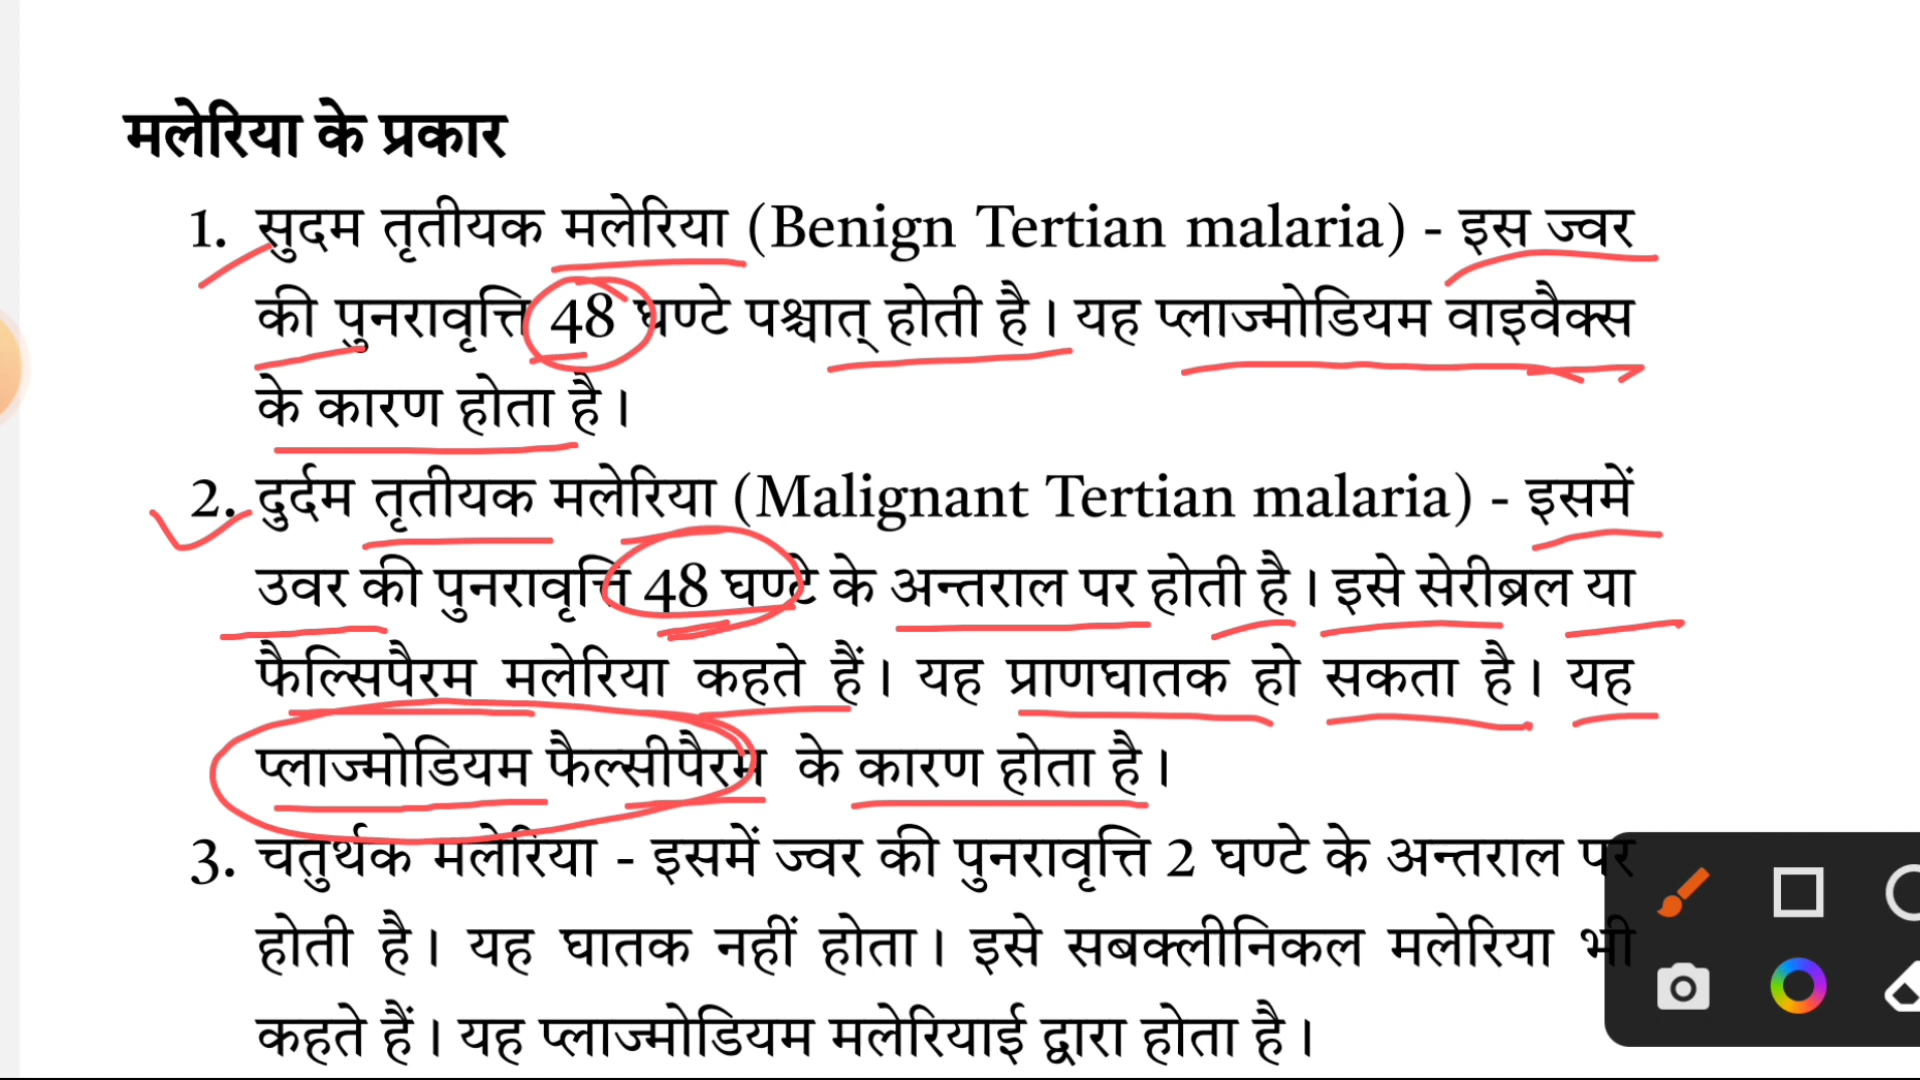 मलेरिया के प्रकार
1. सुदम तृतीयक मलेरिया (Benign Tertian malaria) - इस ज्वर
की पुनरावृत्ति 48 घण्टे पश्चात् होती है। यह प्लाज्मोडियम वाइवैक्स
के कारण होता है।
2. दुर्दम तृतीयक मलेरिया (Malignant Tertian malaria) - इसमें
उवर की पुनरावृत्ति 48 घण्टे के अन्तराल पर होती है। इसे सेरीब्रल या
फैल्सिपैरम मलेरिया कहते हैं। यह प्राणघातक हो सकता है। यह
प्लाज्मोडियम फैल्सीपैरम के कारण होता है।
3. चतुर्थक मलेरिया - इसमें ज्वर की पुनरावृत्ति 2 घण्टे के अन्तराल पर
होती है। यह घातक नहीं होता। इसे सबक्लीनिकल मलेरिया भी
कहते हैं। यह प्लाज्मोडियम मलेरियाई द्वारा होता है।